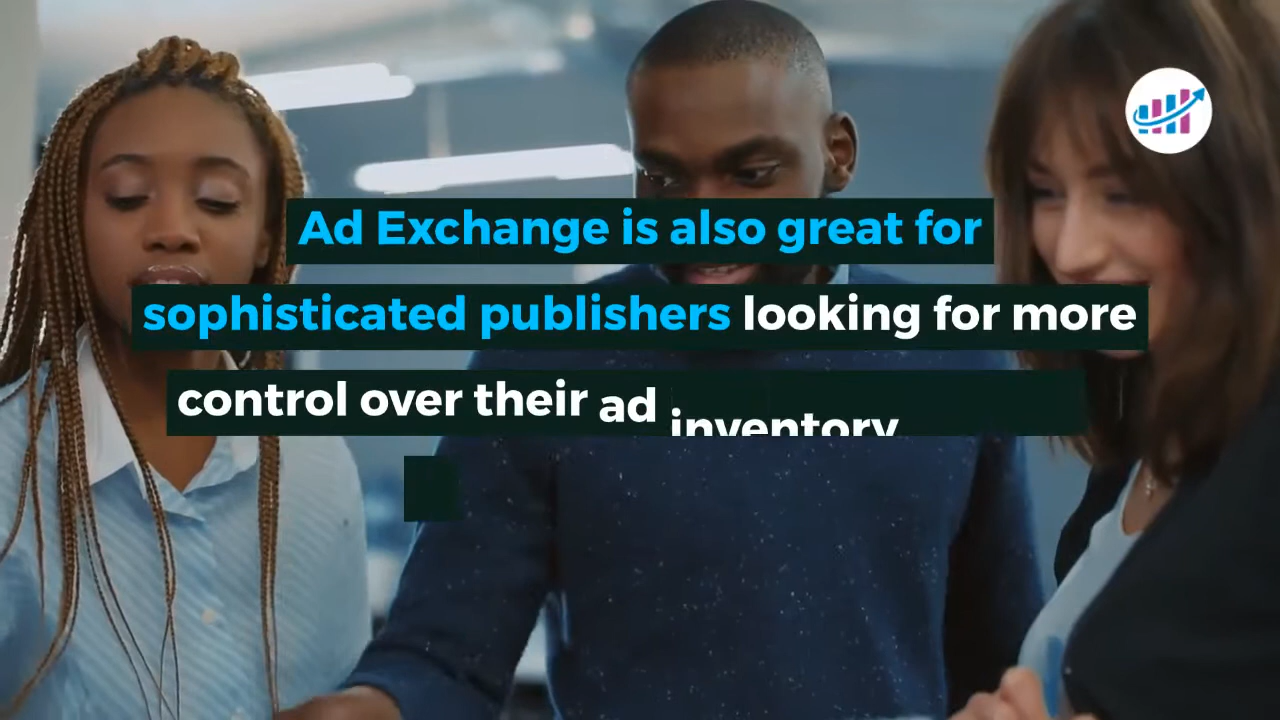 Ad Exchange is also great for
sophisticated publishers looking for more
control over their ad inventory